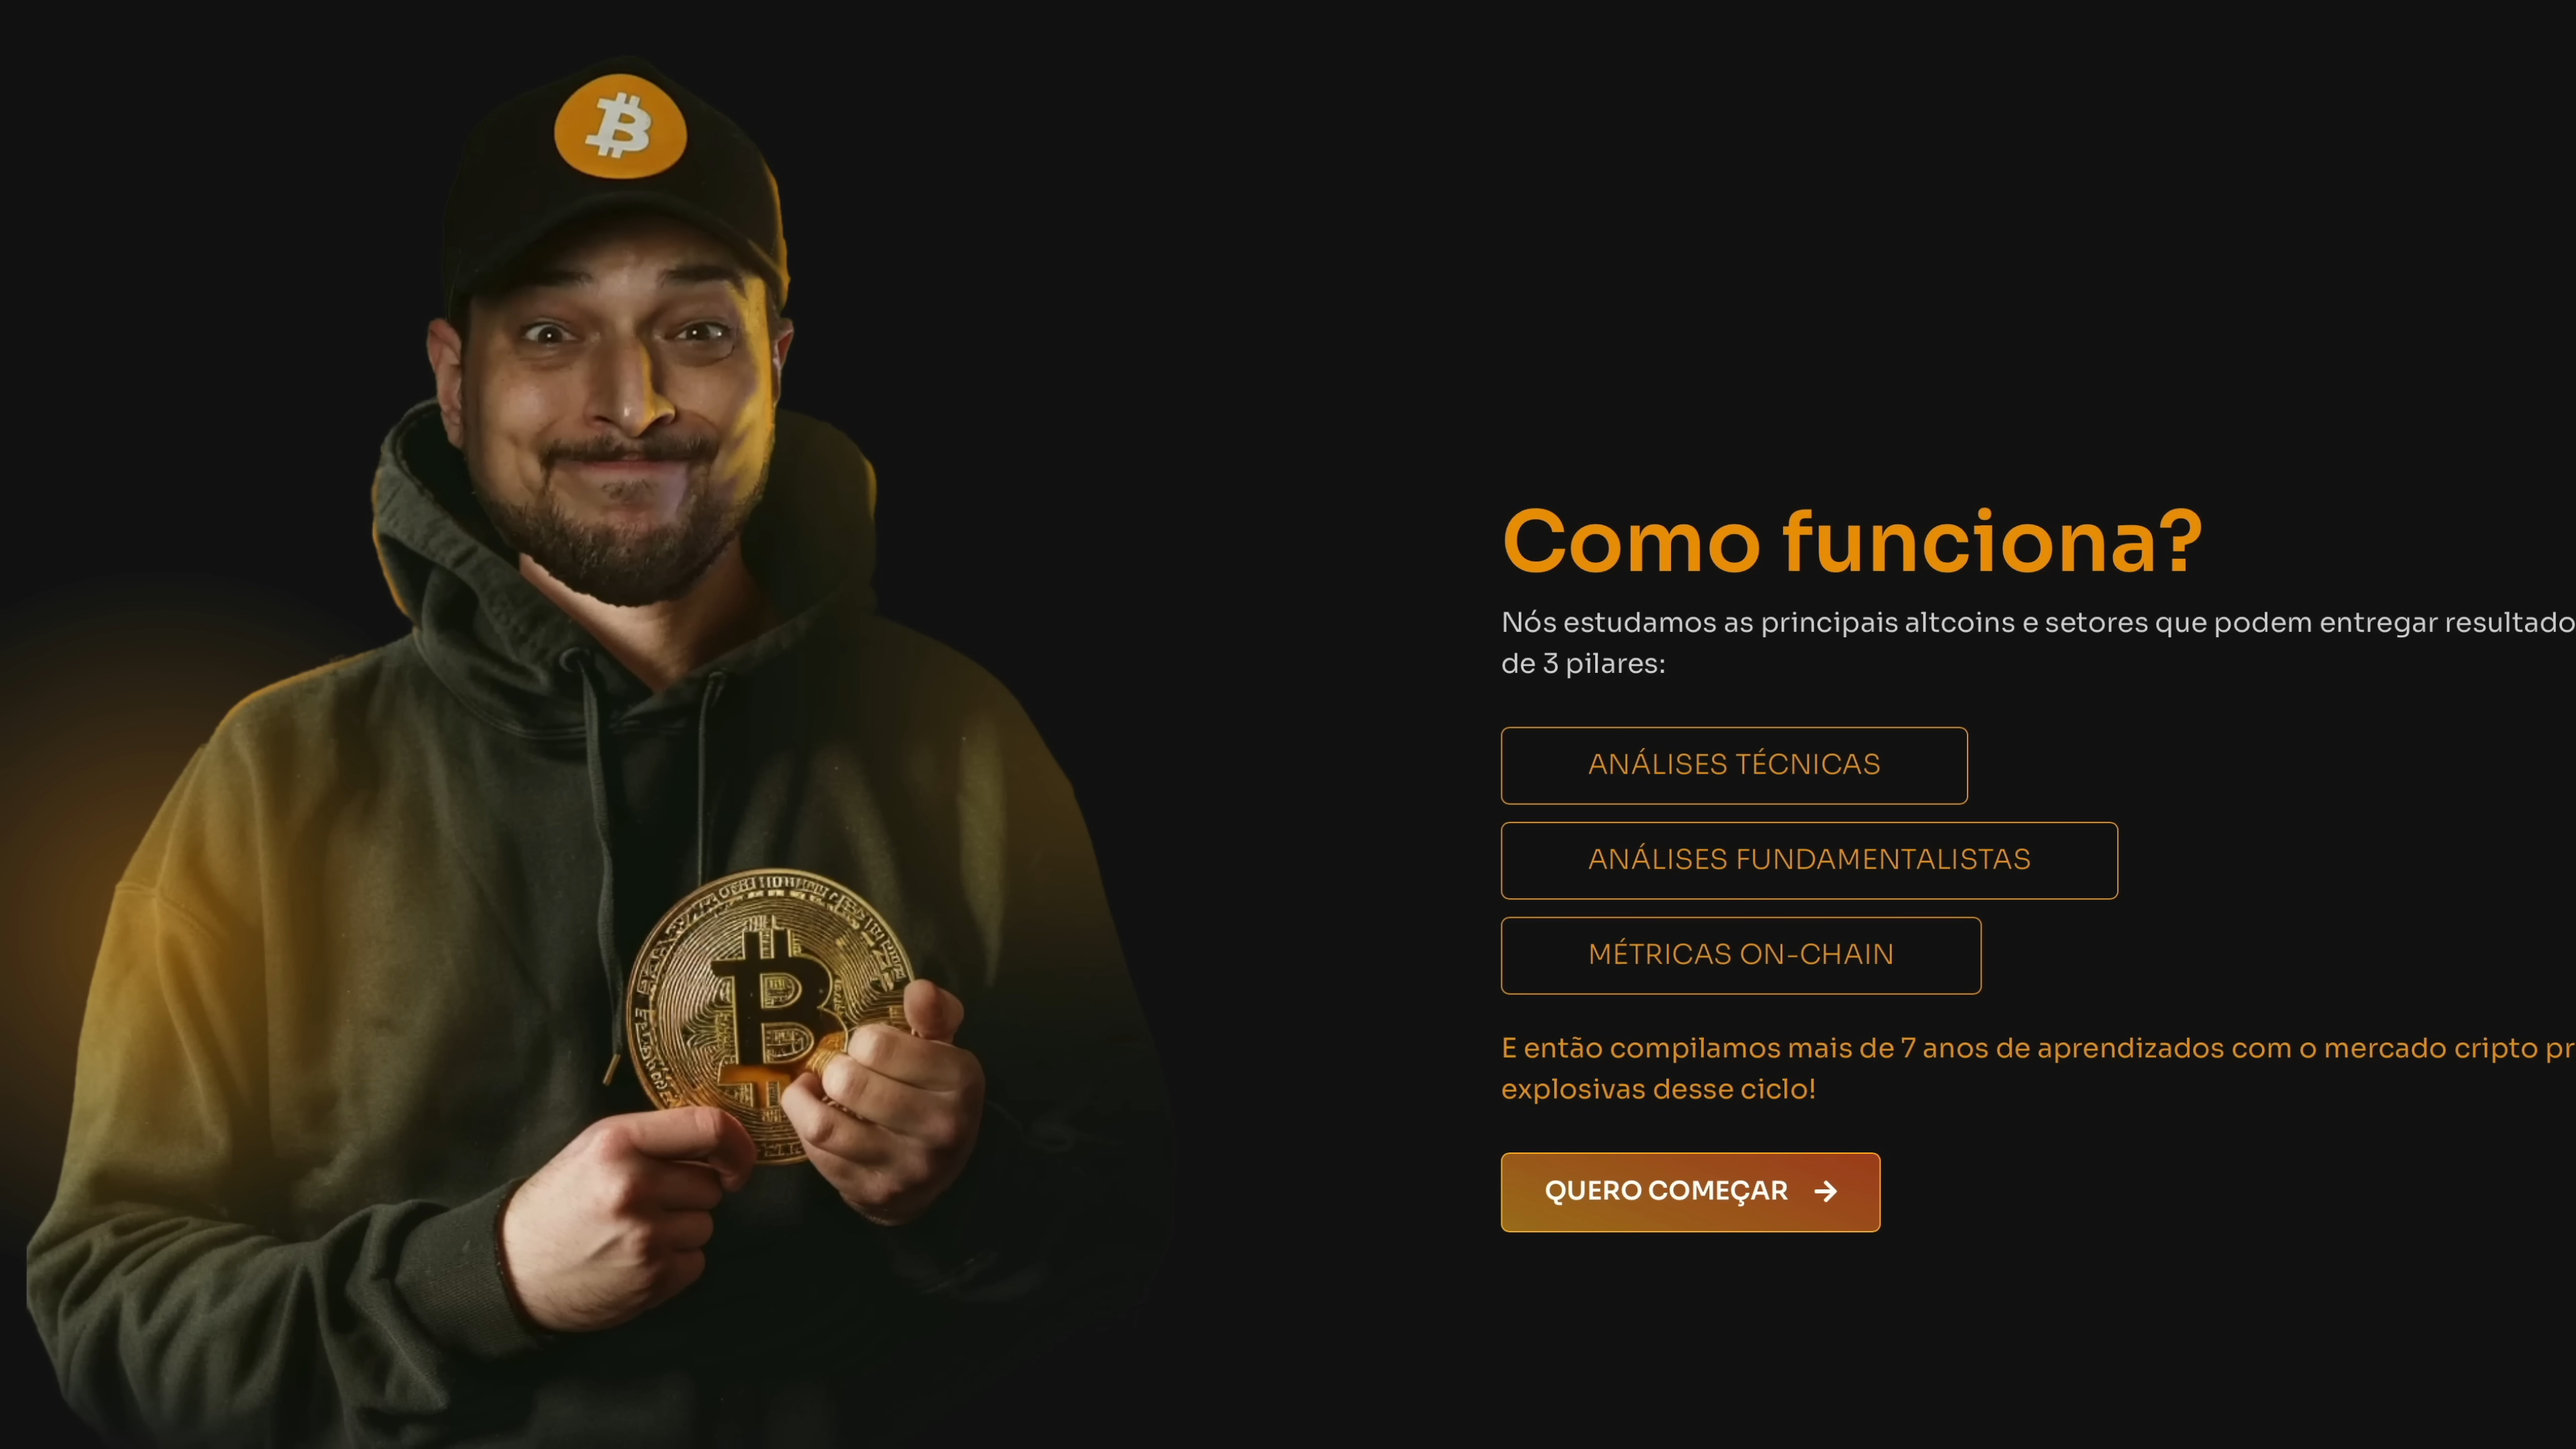 Como funciona?
Nós estudamos as principais altcoins e setores que podem entregar resultado
de 3 pilares:
ANÁLISES TÉCNICAS
ANÁLISES FUNDAMENTALISTAS
MÉTRICAS ON-CHAIN
E então compilamos mais de 7 anos de aprendizados com o mercado cripto pr
explosivas desse ciclo!
QUERO COMEÇAR →